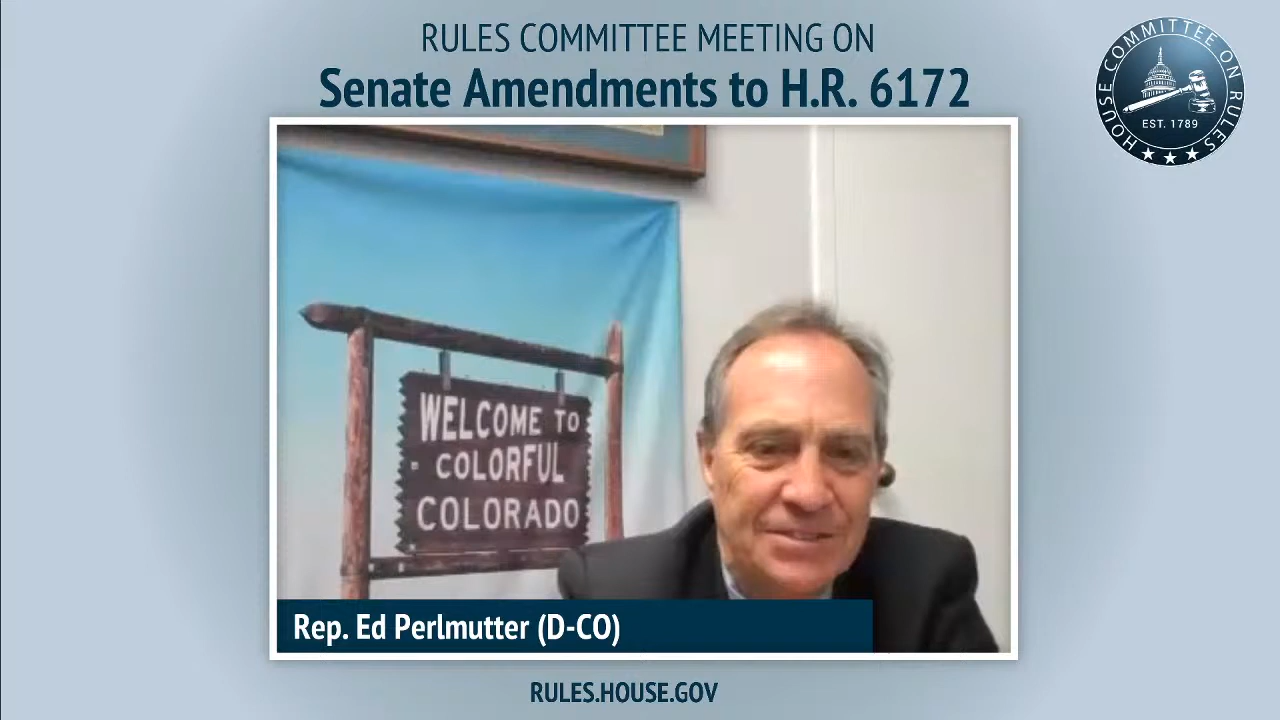 RULES COMMITTEE MEETING ON
Senate Amendments to H.R. 6172
HOUSE COMMITTEE ON RULES
EST. 1789
WELCOME TO
COLORFUL
COLORADO
Rep. Ed Perlmutter (D-CO)
RULES.HOUSE.GOV